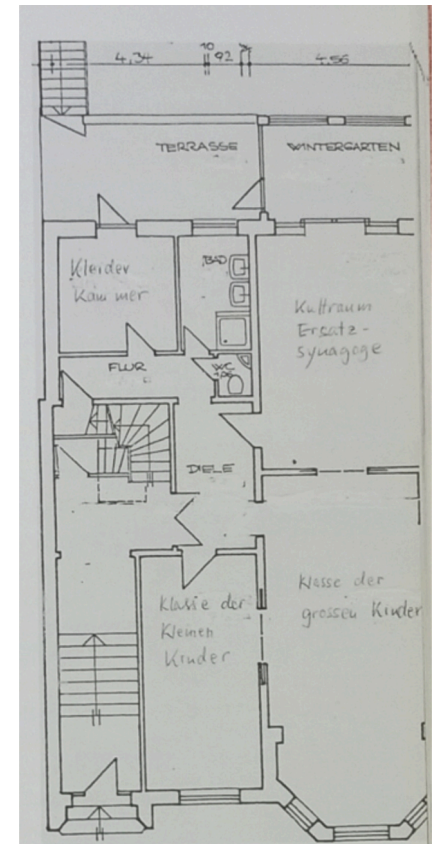 4,34
10
92
4,56
TERRASSE
WINTERGARTEN
Kleider
Kammer
BAD
Kultraum
Ersatz-
synagoge
FLUR
WC
DIELE
Klasse der
Kleinen
Kinder
Klasse der
grossen Kinder